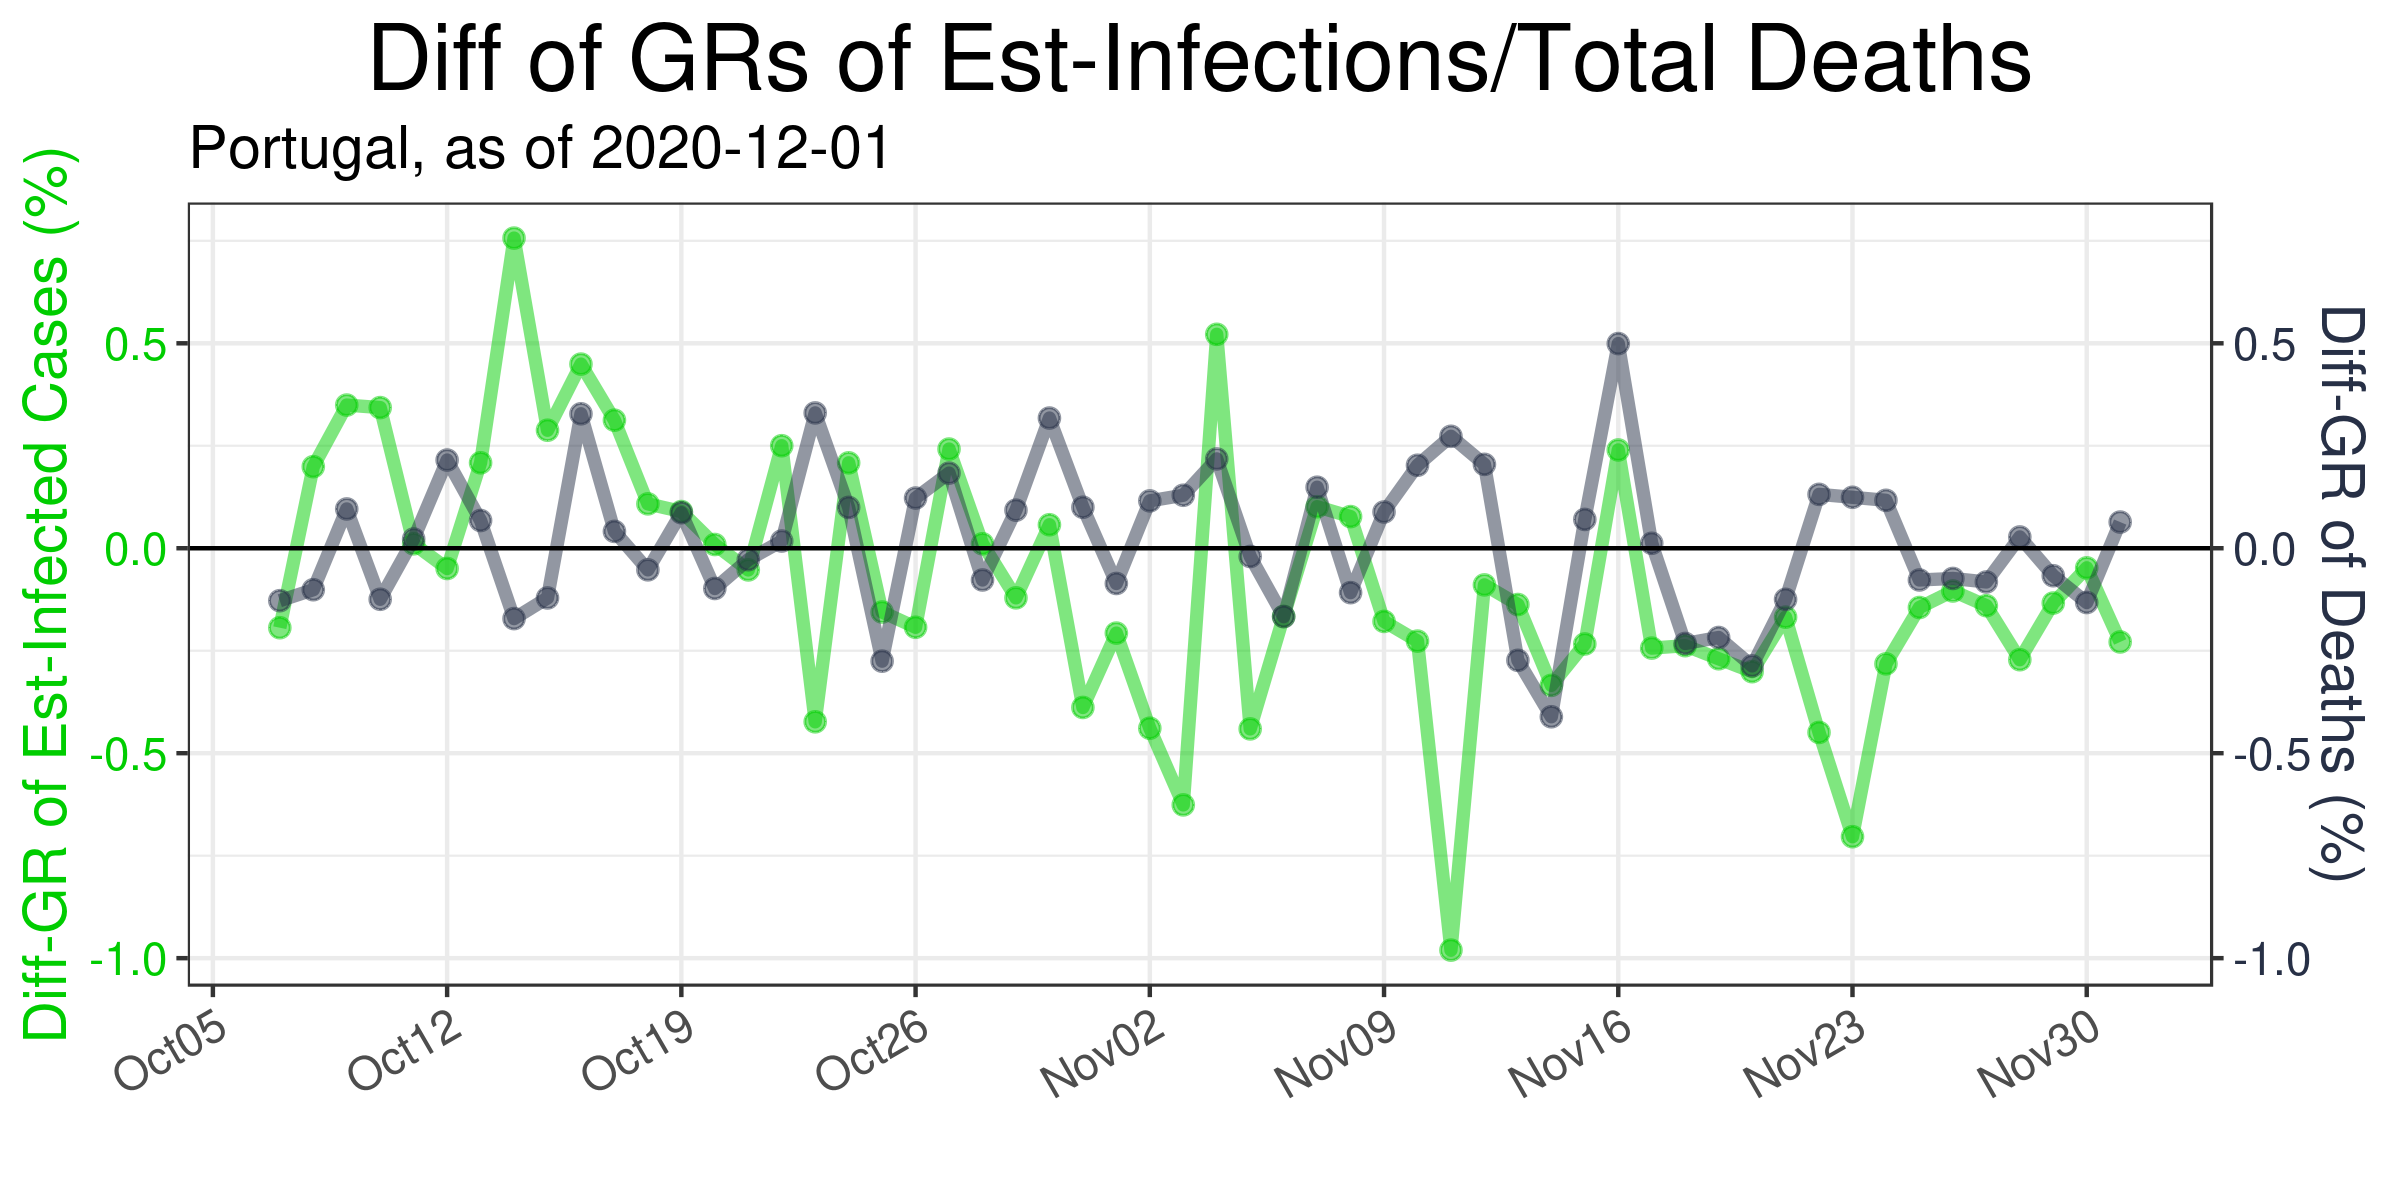 Diff of GRs of Est-Infections/Total Deaths
Portugal, as of 2020-12-01
Diff-GR of Est-Infected Cases (%)
0.5
0.0
-0.5
-1.0
0.5
0.0
-0.5
-1.0
Diff-GR of Deaths (%)
Oct05
Oct12
Oct19
Oct26
Nov02
Nov09
Nov16
Nov23
Nov30